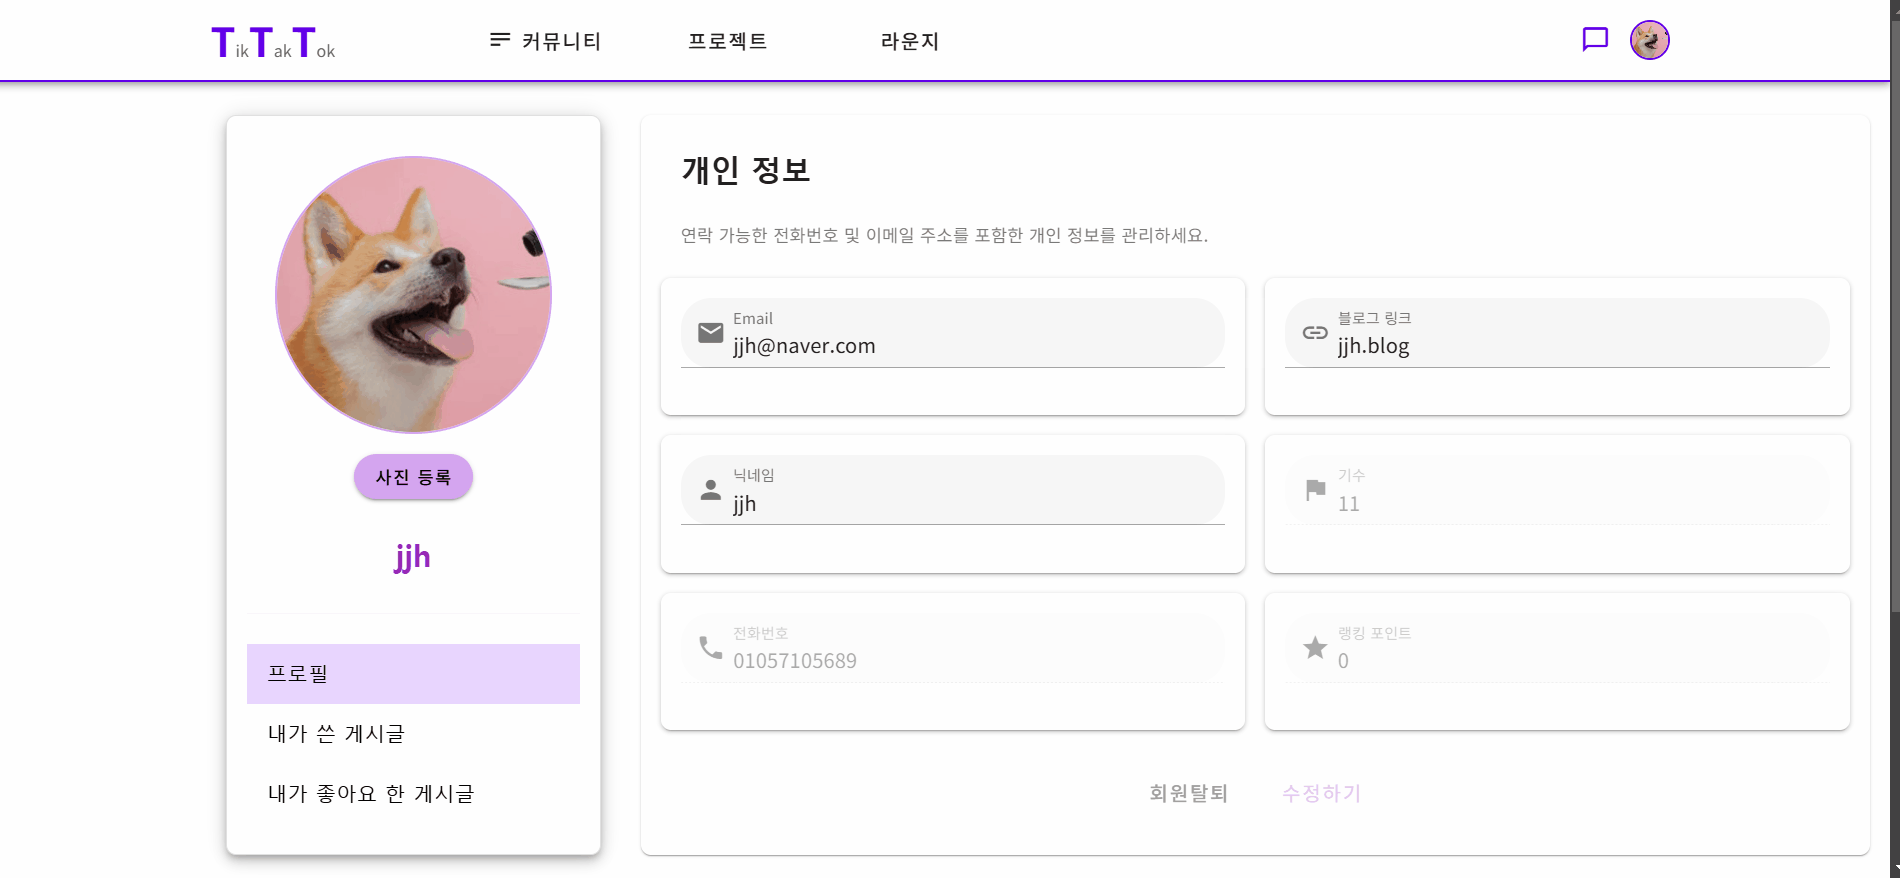 TikTakTok
커뮤니티
프로젝트
라운지
사진 등록
jjh
프로필
내가 쓴 게시글
내가 좋아요 한 게시글
개인 정보
연락 가능한 전화번호 및 이메일 주소를 포함한 개인 정보를 관리하세요.
Email
jjh@naver.com
블로그 링크
jjh.blog
닉네임
jjh
기수
11
전화번호
01057105689
랭킹 포인트
0
회원탈퇴
수정하기